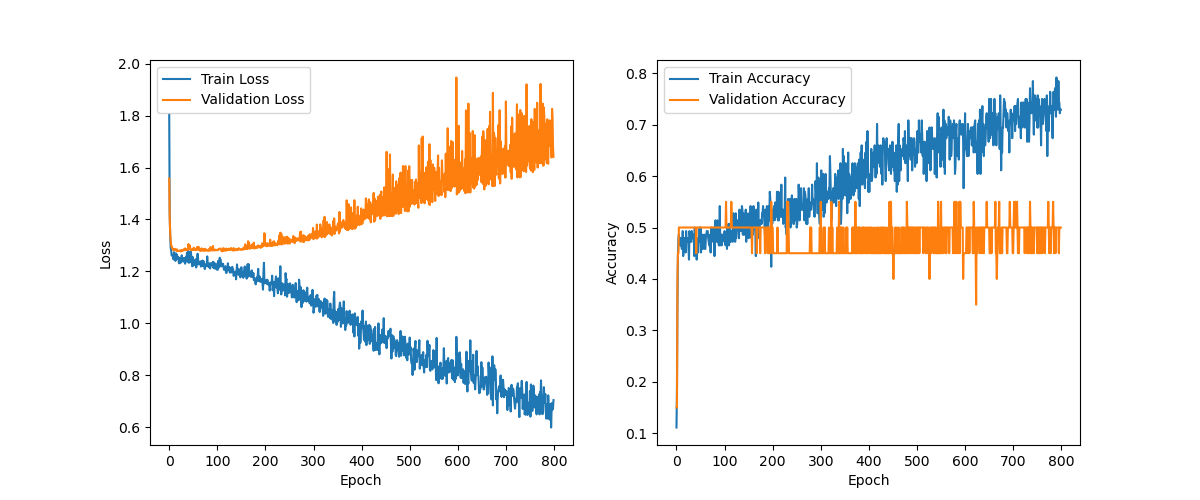 Train Loss
Validation Loss
Loss
2.0
1.8
1.6
1.4
1.2
1.0
0.8
0.6
0 100 200 300 400 500 600 700 800
Epoch
Train Accuracy
Validation Accuracy
Accuracy
0.8
0.7
0.6
0.5
0.4
0.3
0.2
0.1
0 100 200 300 400 500 600 700 800
Epoch